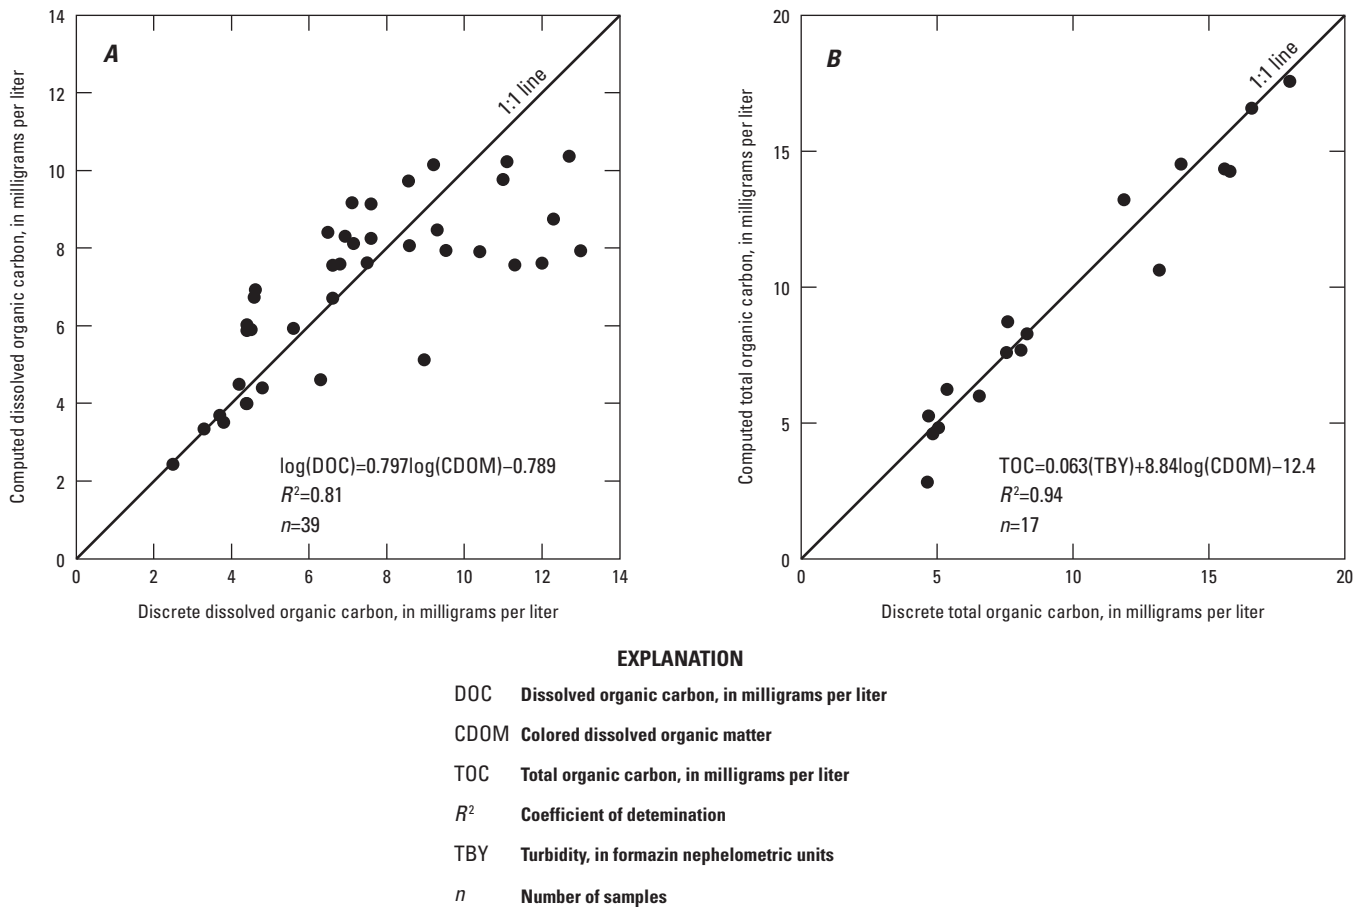 A
14
12
10
8
6
4
2
0
Computed dissolved organic carbon, in milligrams per liter
1:1 line
log(DOC)=0.797log(CDOM)−0.789
R²=0.81
n=39
0 2 4 6 8 10 12 14
Discrete dissolved organic carbon, in milligrams per liter
B
20
15
10
5
0
Computed total organic carbon, in milligrams per liter
1:1 line
TOC=0.063(TBY)+8.84log(CDOM)−12.4
R²=0.94
n=17
0 5 10 15 20
Discrete total organic carbon, in milligrams per liter
EXPLANATION
DOC Dissolved organic carbon, in milligrams per liter
CDOM Colored dissolved organic matter
TOC Total organic carbon, in milligrams per liter
R² Coefficient of detemination
TBY Turbidity, in formazin nephelometric units
n Number of samples